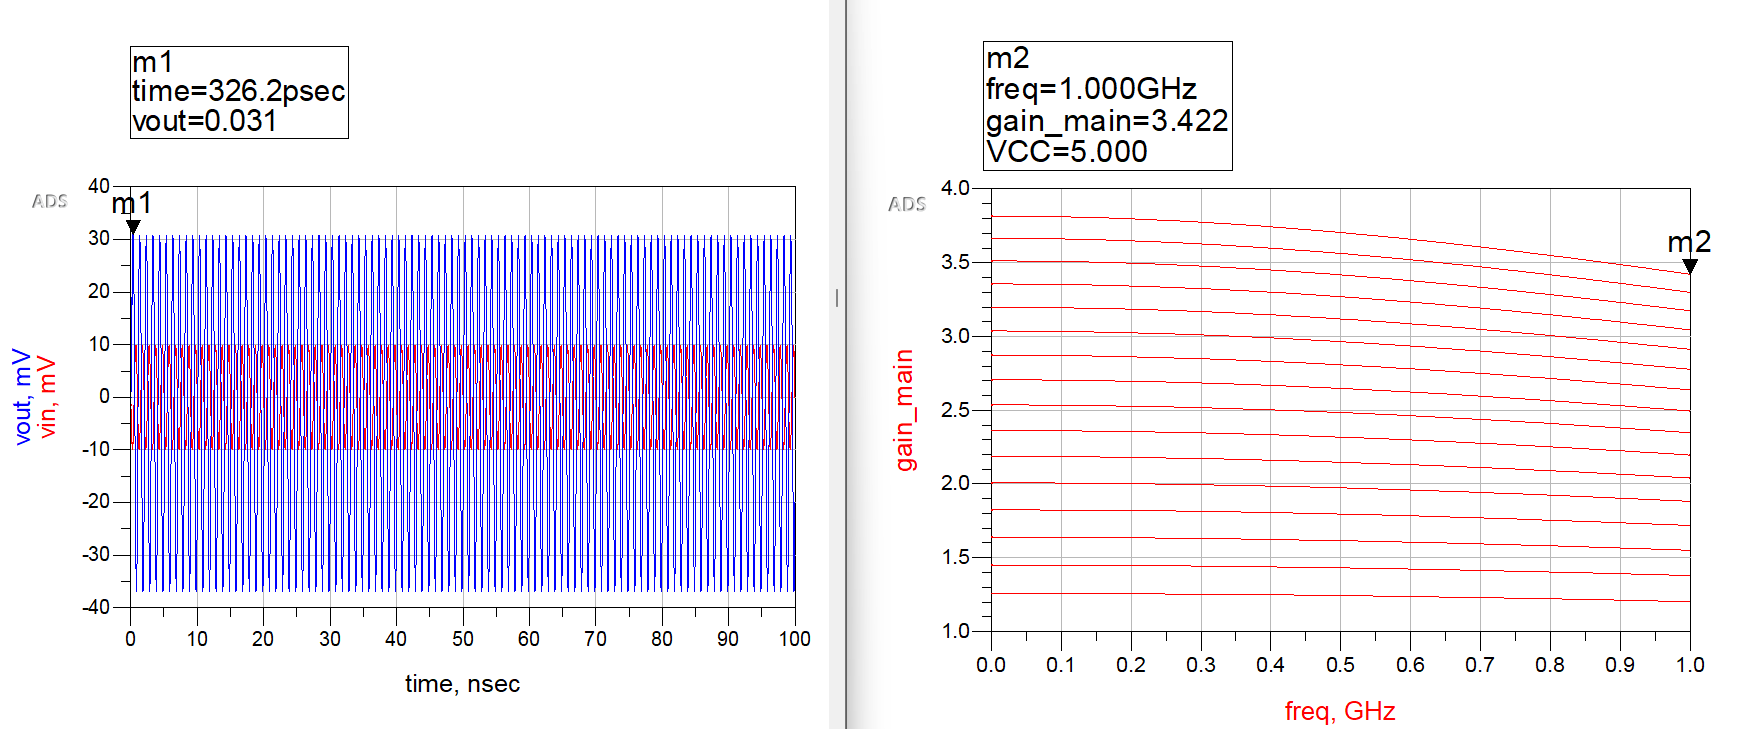 m1
time=326.2psec
vout=0.031
ADS
m1
40
30
20
10
0
-10
-20
-30
-40
vout, mV
vin, mV
0 10 20 30 40 50 60 70 80 90 100
time, nsec
m2
freq=1.000GHz
gain_main=3.422
VCC=5.000
ADS
m2
4.0
3.5
3.0
2.5
2.0
1.5
1.0
gain_main
0.0 0.1 0.2 0.3 0.4 0.5 0.6 0.7 0.8 0.9 1.0
freq, GHz